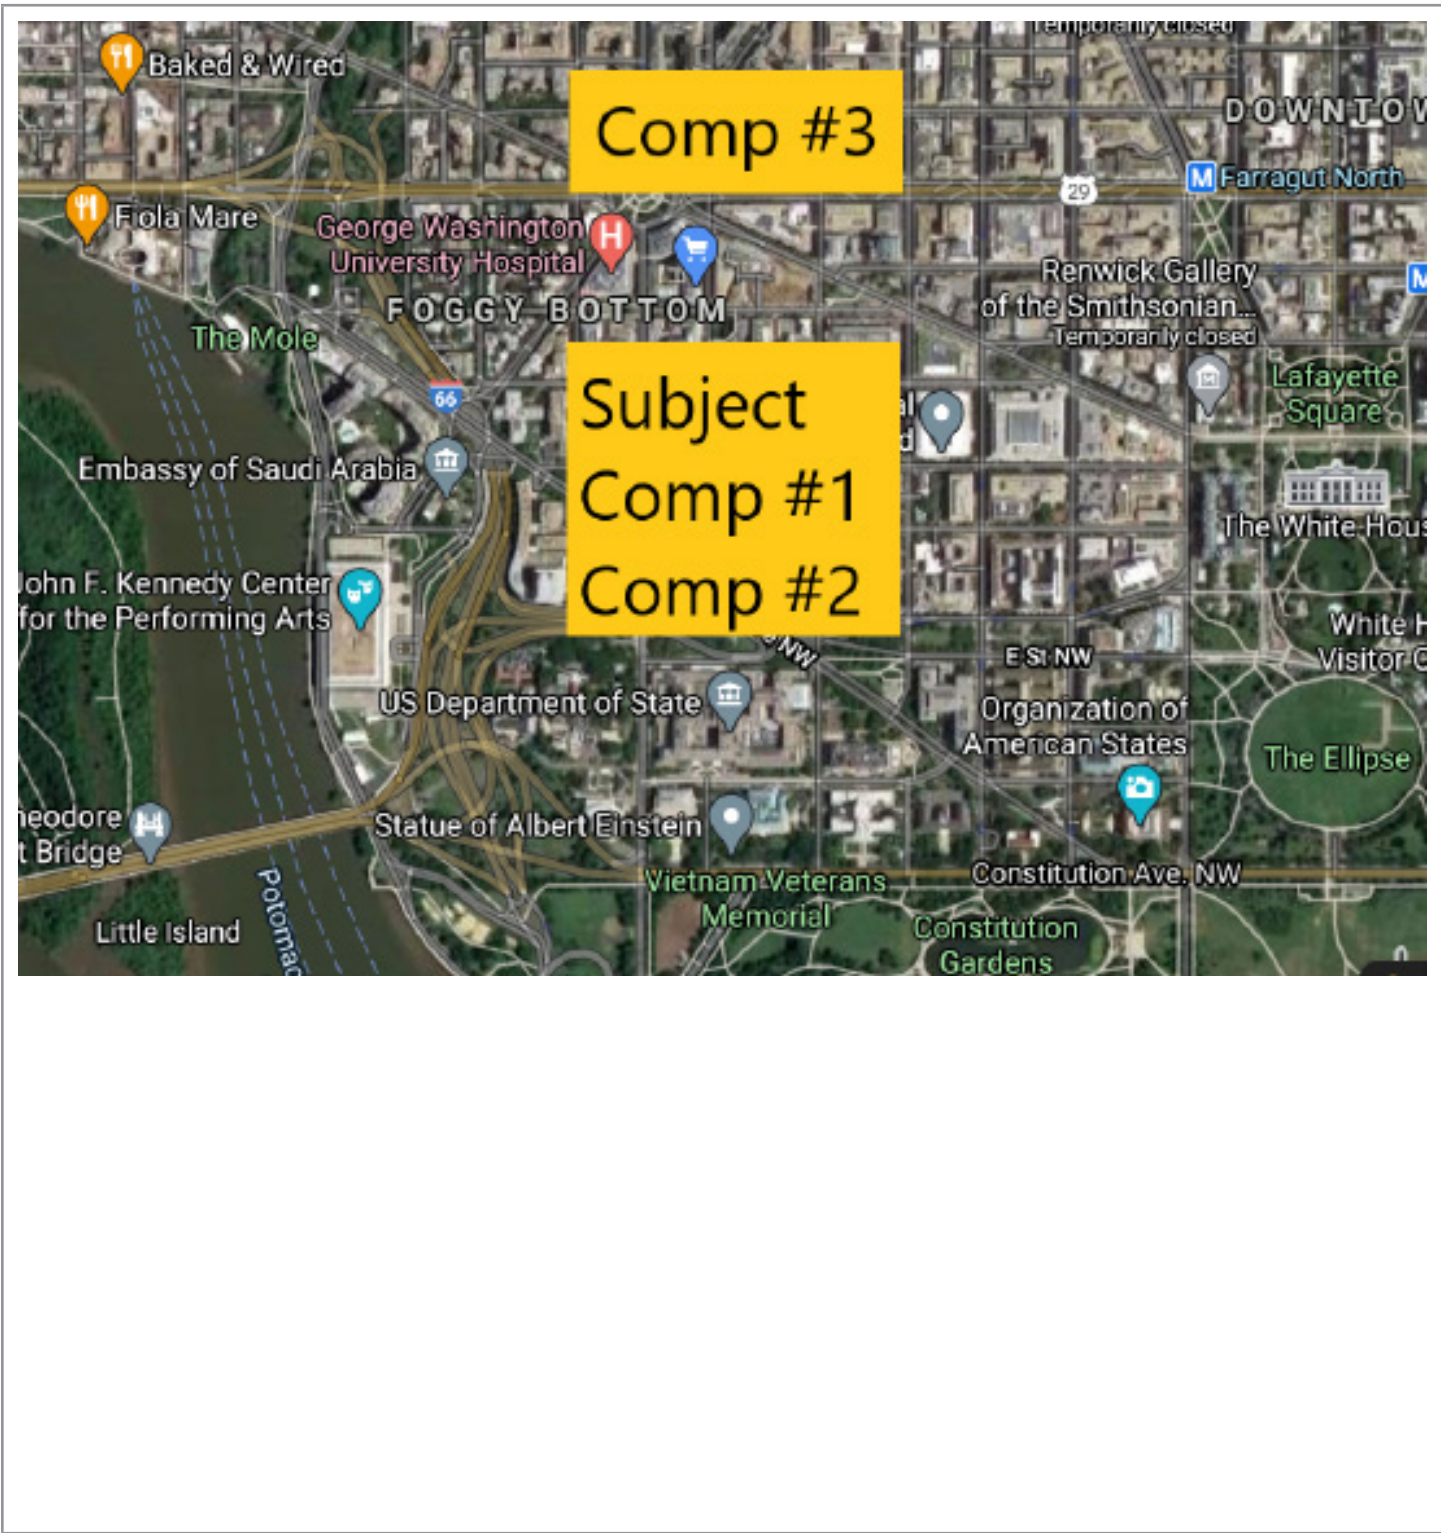 Temporarily closed
Baked & Wired
Comp #3
DOWNTOW
29
M Farragut North
Fiola Mare
George Washington
University Hospital
H
M
Renwick Gallery
of the Smithsonian...
Temporarily closed
FOGGY BOTTOM
The Mole
66
Subject
Comp #1
Comp #2
al
d
Lafayette
Square
Embassy of Saudi Arabia
The White Hous
John F. Kennedy Center
for the Performing Arts
White H
Visitor C
NW
E St NW
US Department of State
Organization of
American States
The Ellipse
heodore
t Bridge
Statue of Albert Einstein
Constitution Ave. NW
Potomac
Vietnam Veterans
Memorial
Little Island
Constitution
Gardens